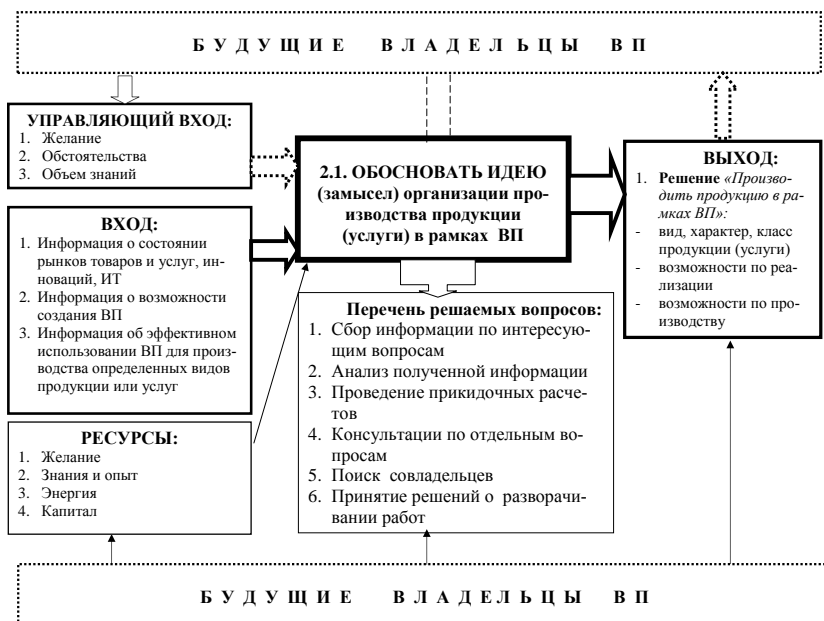 БУДУЩИЕ ВЛАДЕЛЬЦЫ ВП
УПРАВЛЯЮЩИЙ ВХОД:
1. Желание
2. Обстоятельства
3. Объем знаний
ВХОД:
1. Информация о состоянии
рынков товаров и услуг, ин-
новаций, ИТ
2. Информация о возможности
создания ВП
3. Информация об эффективном
использовании ВП для произ-
водства определенных видов
продукции или услуг
РЕСУРСЫ:
1. Желание
2. Знания и опыт
3. Энергия
4. Капитал
2.1. ОБОСНОВАТЬ ИДЕЮ
(замысел) организации про-
изводства продукции
(услуги) в рамках ВП
Перечень решаемых вопросов:
1. Сбор информации по интересую-
щим вопросам
2. Анализ полученной информации
3. Проведение прикидочных расче-
тов
4. Консультации по отдельным во-
просам
5. Поиск совладельцев
6. Принятие решений о разворачи-
вании работ
ВЫХОД:
1. Решение «Произво-
дить продукцию в ра-
мках ВП»:
- вид, характер, класс
продукции (услуги)
- возможности по реа-
лизации
- возможности по про-
изводству
БУДУЩИЕ ВЛАДЕЛЬЦЫ ВП